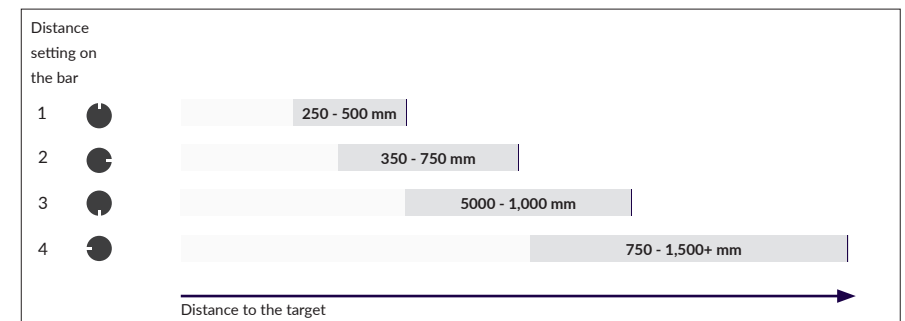 Distance
setting on
the bar
1
250 - 500 mm
2
350 - 750 mm
3
5000 - 1,000 mm
4
750 - 1,500+ mm
Distance to the target